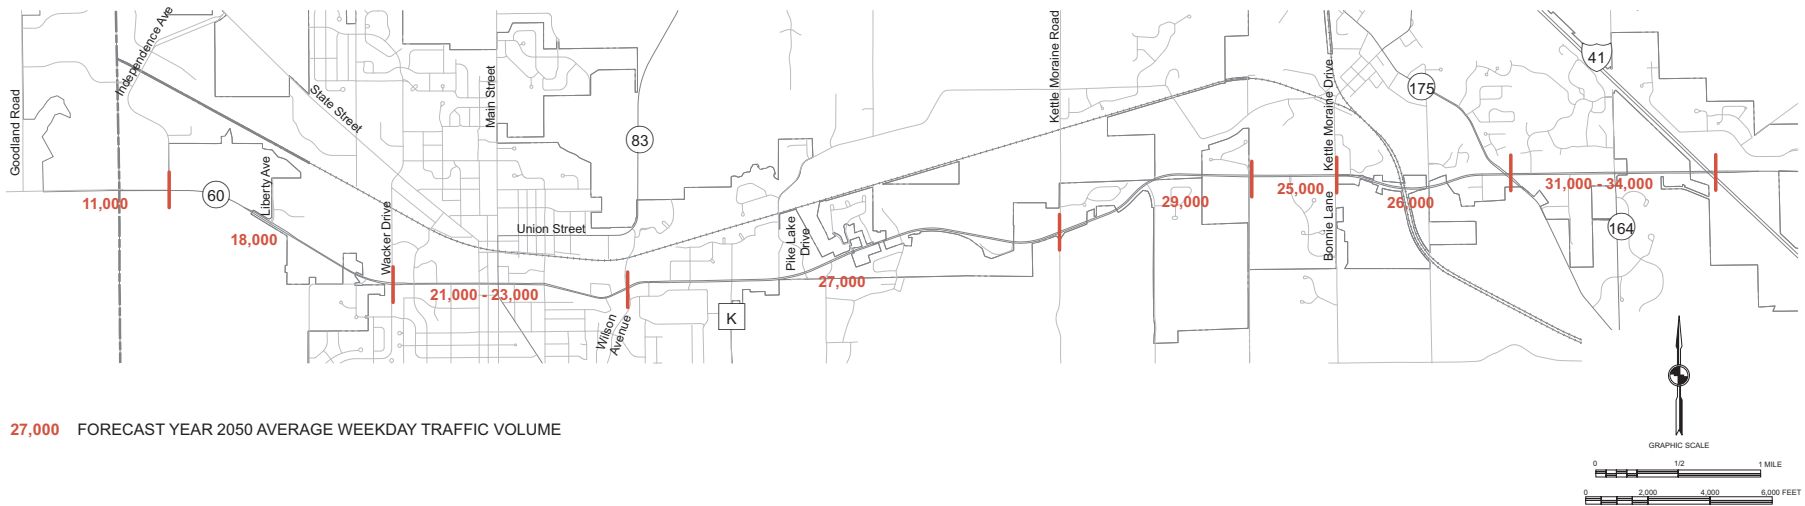 Goodland Road
Independence Ave
State Street
Main Street
83
Kettle Moraine Road
Kettle Moraine Drive
175
41
11,000
60
Liberty Ave
18,000
Wacker Drive
21,000 - 23,000
Union Street
Wilson
Avenue
K
Pike Lake
Drive
27,000
29,000
25,000
Bonnie Lane
26,000
31,000 - 34,000
164
27,000 FORECAST YEAR 2050 AVERAGE WEEKDAY TRAFFIC VOLUME
GRAPHIC SCALE
0 1/2 1 MILE
0 2,000 4,000 6,000 FEET